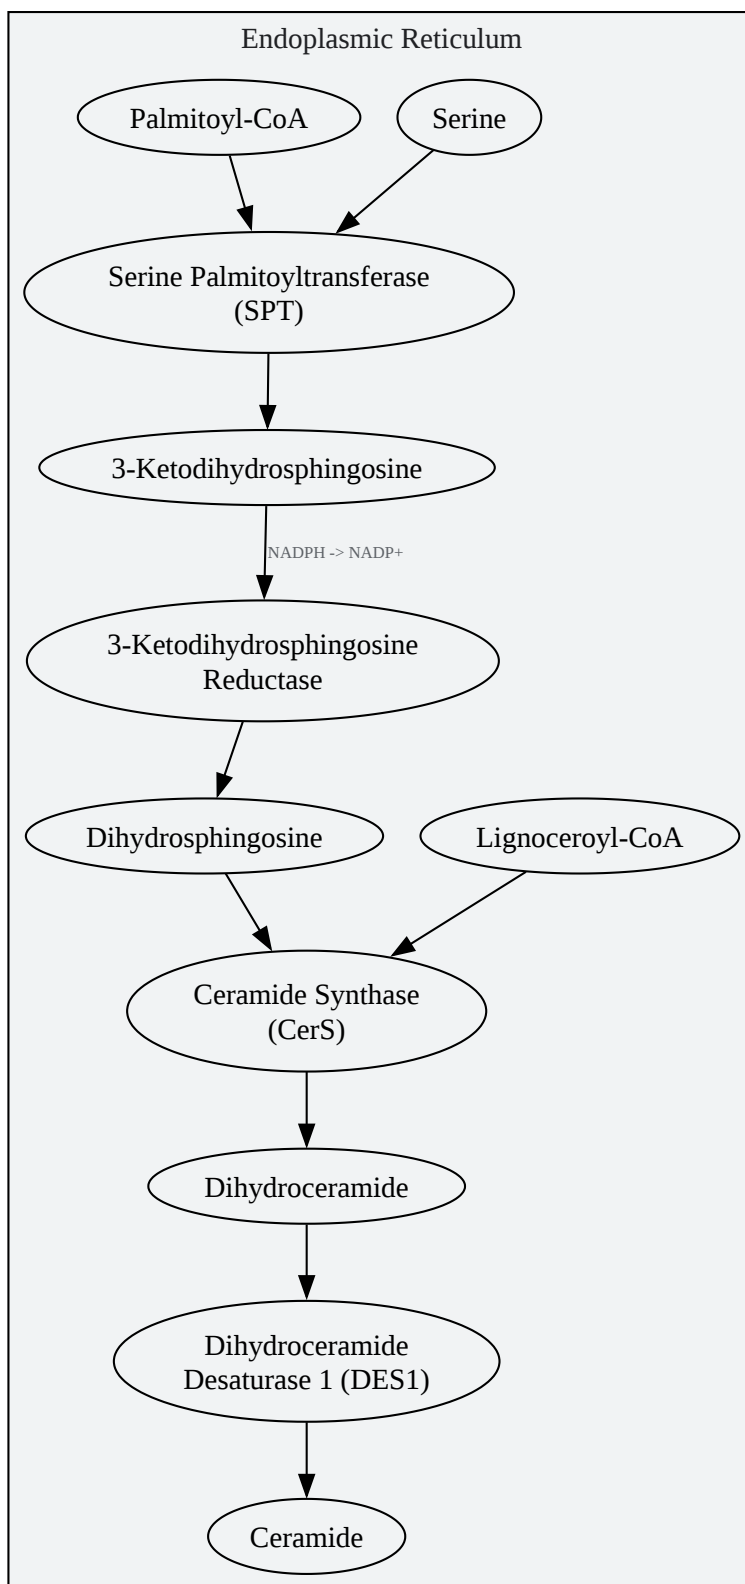 Endoplasmic Reticulum
Palmitoyl-CoA
Serine
Serine Palmitoyltransferase
(SPT)
3-Ketodihydrosphingosine
NADPH -> NADP+
3-Ketodihydrosphingosine
Reductase
Dihydrosphingosine
Lignoceroyl-CoA
Ceramide Synthase
(CerS)
Dihydroceramide
Dihydroceramide
Desaturase 1 (DES1)
Ceramide